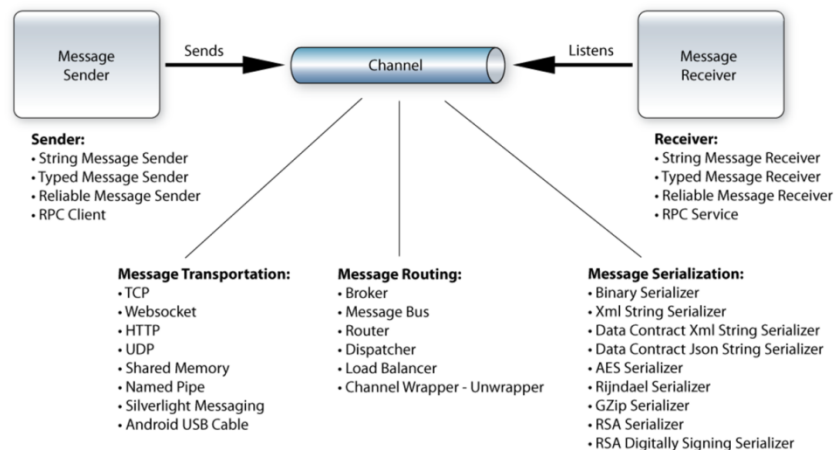 Message
Sender
Sends
Channel
Listens
Message
Receiver
Sender:
• String Message Sender
• Typed Message Sender
• Reliable Message Sender
• RPC Client
Receiver:
• String Message Receiver
• Typed Message Receiver
• Reliable Message Receiver
• RPC Service
Message Transportation:
• TCP
• Websocket
• HTTP
• UDP
• Shared Memory
• Named Pipe
• Silverlight Messaging
• Android USB Cable
Message Routing:
• Broker
• Message Bus
• Router
• Dispatcher
• Load Balancer
• Channel Wrapper - Unwrapper
Message Serialization:
• Binary Serializer
• Xml String Serializer
• Data Contract Xml String Serializer
• Data Contract Json String Serializer
• AES Serializer
• Rijndael Serializer
• GZip Serializer
• RSA Serializer
• RSA Digitally Signing Serializer